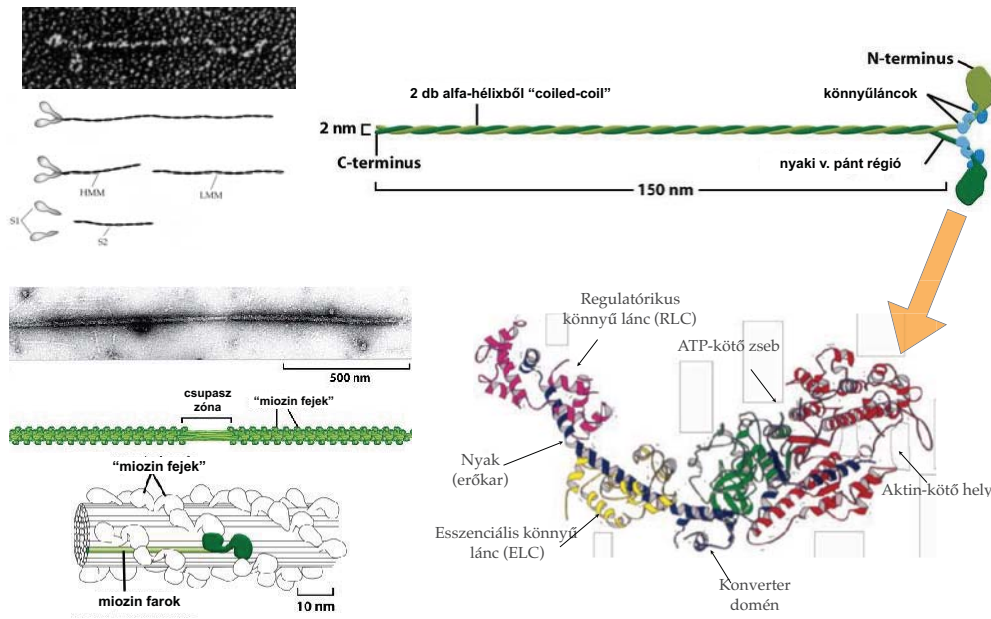 HMM
LMM
S1
S2
N-terminus
2 db alfa-hélixből “coiled-coil”
könnyűláncok
2 nm
C-terminus
nyaki v. pánt régió
150 nm
500 nm
csupasz
zóna
“miozin fejek”
“miozin fejek”
miozin farok
10 nm
Regulatórikus
könnyű lánc (RLC)
ATP-kötő zseb
Nyak
(erőkar)
Aktin-kötő hely
Esszenciális könnyű
lánc (ELC)
Konverter
domén